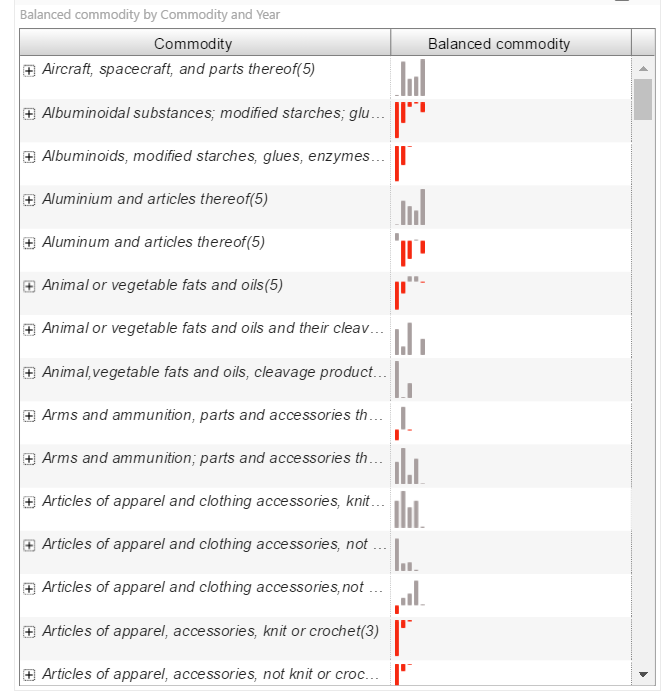 Balanced commodity by Commodity and Year
Commodity Balanced commodity
Aircraft, spacecraft, and parts thereof(5)
Albuminoidal substances; modified starches; glu...
Albuminoids, modified starches, glues, enzymes...
Aluminium and articles thereof(5)
Aluminum and articles thereof(5)
Animal or vegetable fats and oils(5)
Animal or vegetable fats and oils and their cleav...
Animal,vegetable fats and oils, cleavage product...
Arms and ammunition, parts and accessories th...
Arms and ammunition; parts and accessories th...
Articles of apparel and clothing accessories, knit...
Articles of apparel and clothing accessories, not ...
Articles of apparel and clothing accessories,not ...
Articles of apparel, accessories, knit or crochet(3)
Articles of apparel, accessories, not knit or croc...